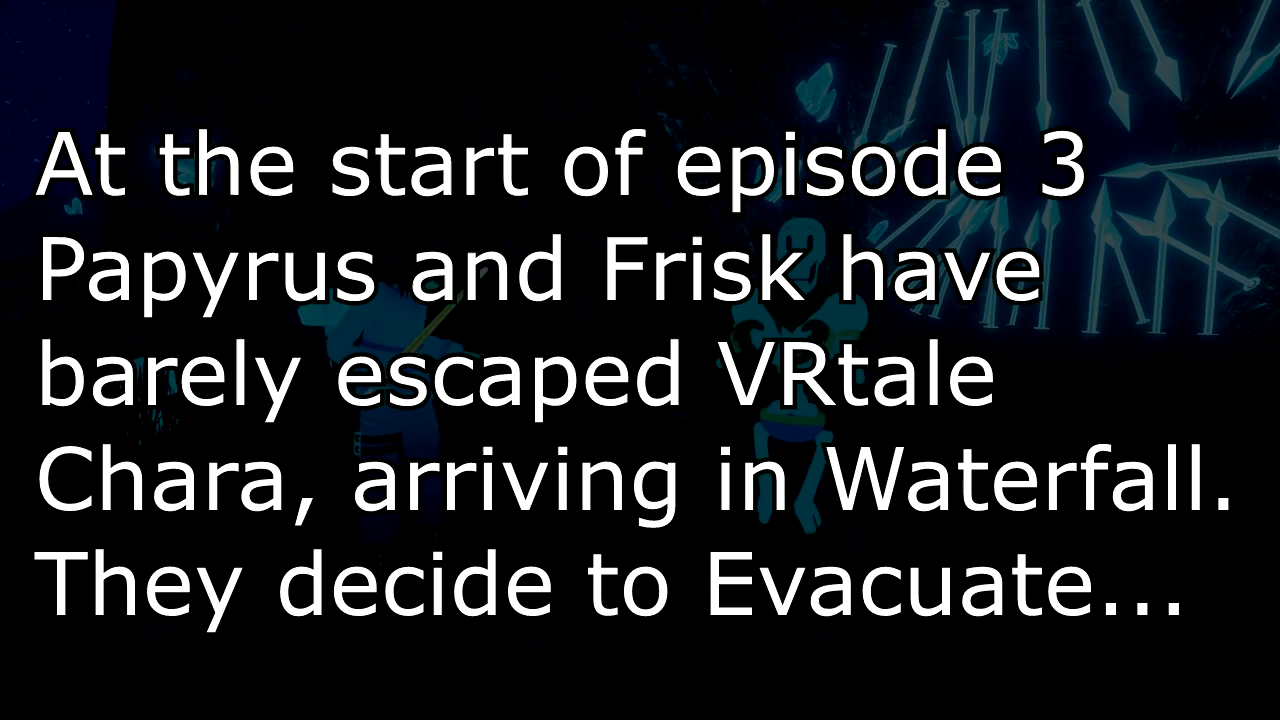 At the start of episode 3
Papyrus and Frisk have
barely escaped VRtale
Chara, arriving in Waterfall.
They decide to Evacuate...